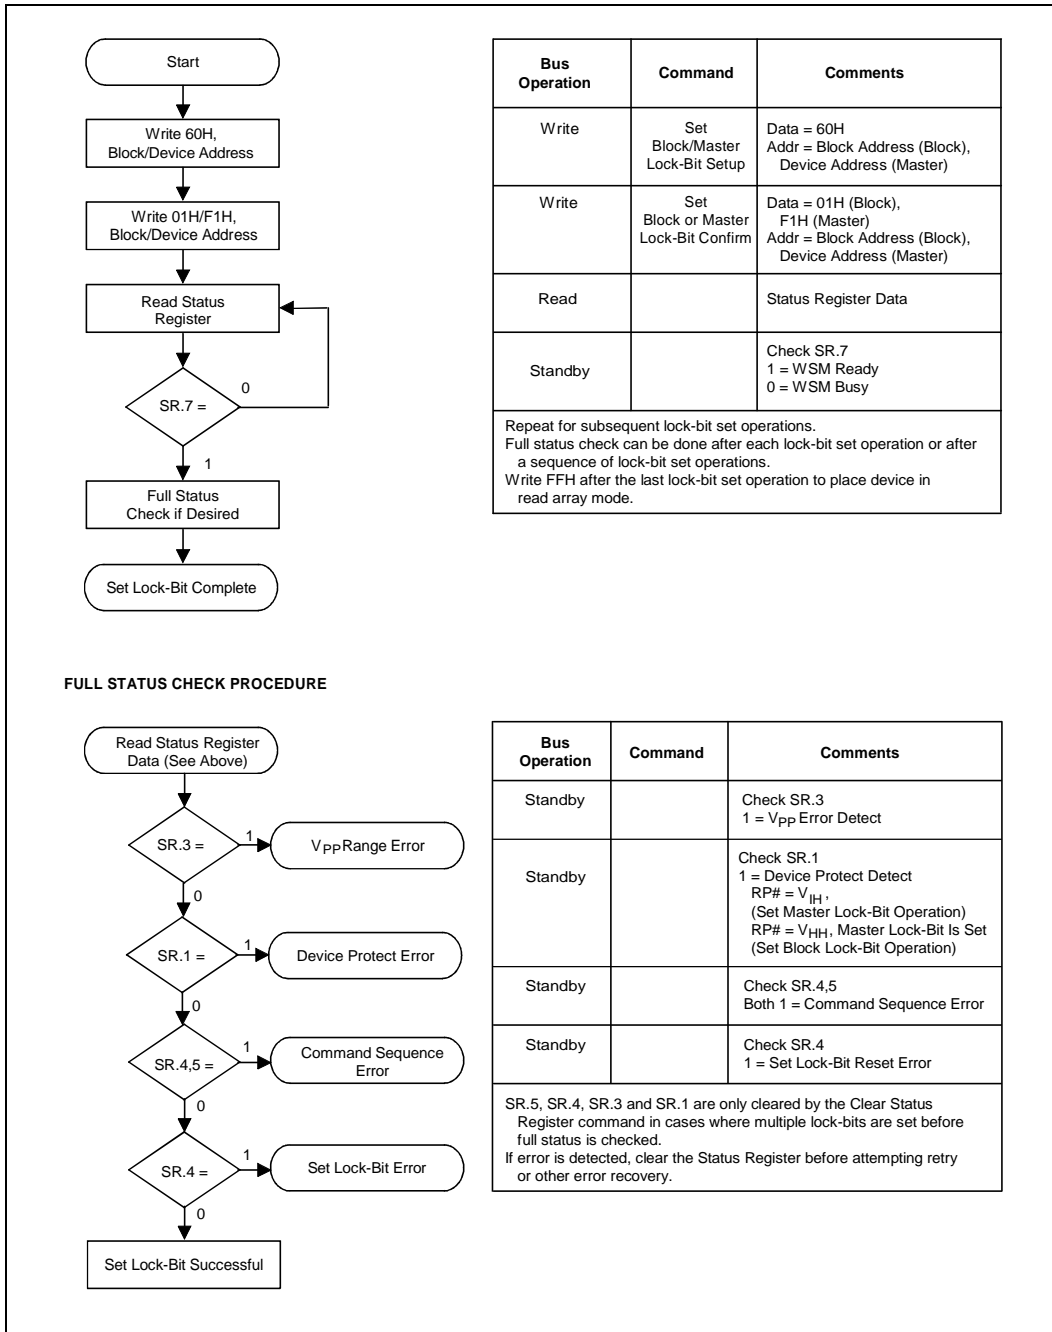 Start
Write 60H,
Block/Device Address
Write 01H/F1H,
Block/Device Address
Read Status
Register
0
SR.7 =
1
Full Status
Check if Desired
Set Lock-Bit Complete
Bus
Operation
Command
Comments
Write
Set
Block/Master
Lock-Bit Setup
Data = 60H
Addr = Block Address (Block),
Device Address (Master)
Write
Set
Block or Master
Lock-Bit Confirm
Data = 01H (Block),
F1H (Master)
Addr = Block Address (Block),
Device Address (Master)
Read
Status Register Data
Standby
Check SR.7
1 = WSM Ready
0 = WSM Busy
Repeat for subsequent lock-bit set operations.
Full status check can be done after each lock-bit set operation or after
a sequence of lock-bit set operations.
Write FFH after the last lock-bit set operation to place device in
read array mode.
FULL STATUS CHECK PROCEDURE
Read Status Register
Data (See Above)
SR.3 =
1
VPP Range Error
0
SR.1 =
1
Device Protect Error
0
SR.4,5 =
1
Command Sequence
Error
0
SR.4 =
1
Set Lock-Bit Error
0
Set Lock-Bit Successful
Bus
Operation
Command
Comments
Standby
Check SR.3
1 = VPP Error Detect
Standby
Check SR.1
1 = Device Protect Detect
RP# = VIH,
(Set Master Lock-Bit Operation)
RP# = VHH, Master Lock-Bit Is Set
(Set Block Lock-Bit Operation)
Standby
Check SR.4,5
Both 1 = Command Sequence Error
Standby
Check SR.4
1 = Set Lock-Bit Reset Error
SR.5, SR.4, SR.3 and SR.1 are only cleared by the Clear Status
Register command in cases where multiple lock-bits are set before
full status is checked.
If error is detected, clear the Status Register before attempting retry
or other error recovery.